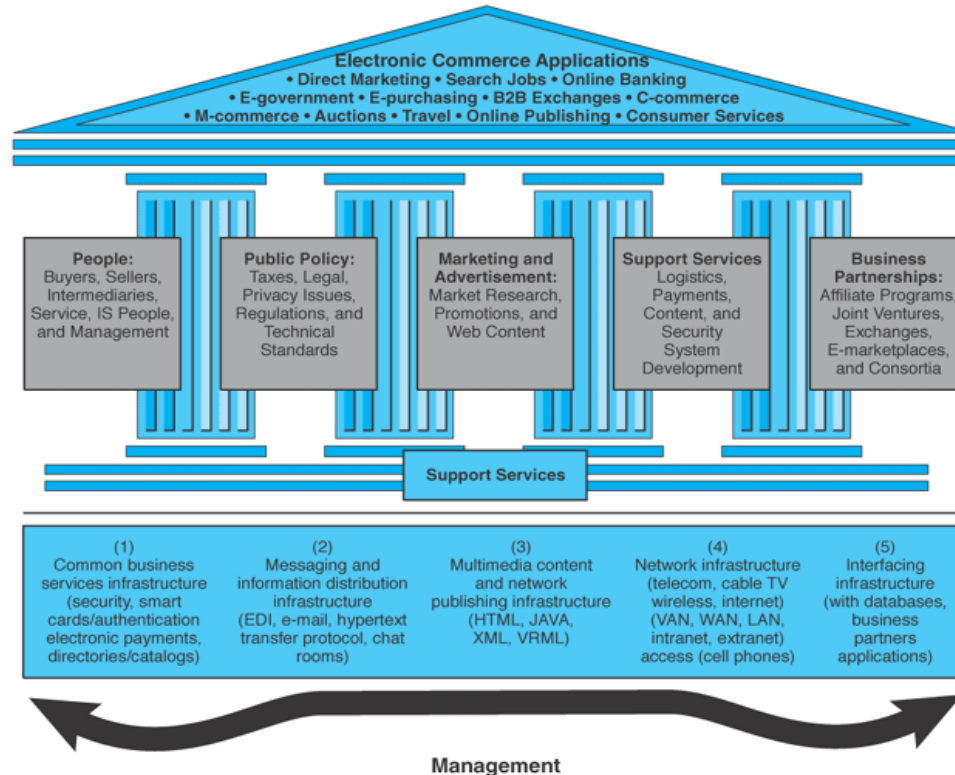 Electronic Commerce Applications
• Direct Marketing • Search Jobs • Online Banking
• E-government • E-purchasing • B2B Exchanges • C-commerce
• M-commerce • Auctions • Travel • Online Publishing • Consumer Services
People:
Buyers, Sellers,
Intermediaries,
Service, IS People,
and Management
Public Policy:
Taxes, Legal,
Privacy Issues,
Regulations, and
Technical
Standards
Marketing and
Advertisement:
Market Research,
Promotions, and
Web Content
Support Services
Logistics,
Payments,
Content, and
Security
System
Development
Business
Partnerships:
Affiliate Programs,
Joint Ventures,
Exchanges,
E-marketplaces,
and Consortia
Support Services
(1)
Common business
services infrastructure
(security, smart
cards/authentication
electronic payments,
directories/catalogs)
(2)
Messaging and
information distribution
infrastructure
(EDI, e-mail, hypertext
transfer protocol, chat
rooms)
(3)
Multimedia content
and network
publishing infrastructure
(HTML, JAVA,
XML, VRML)
(4)
Network infrastructure
(telecom, cable TV
wireless, internet)
(VAN, WAN, LAN,
intranet, extranet)
access (cell phones)
(5)
Interfacing
infrastructure
(with databases,
business
partners
applications)
Management